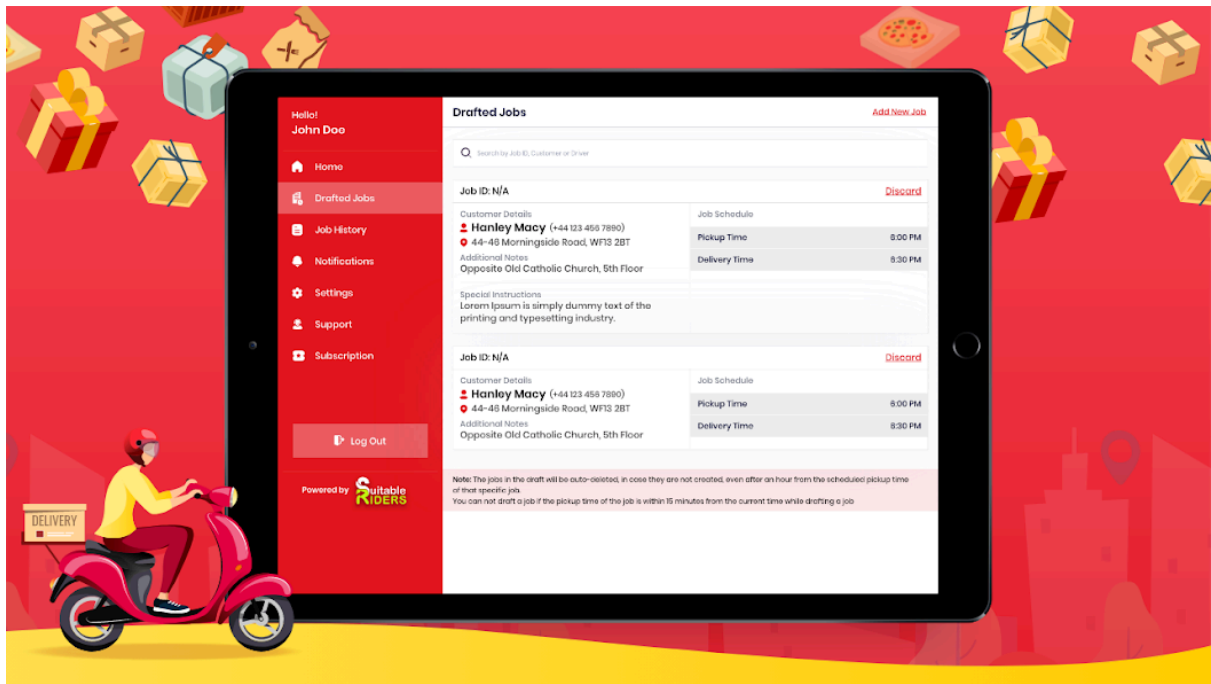 Hello!
John Doe
Home
Drafted Jobs
Job History
Notifications
Settings
Support
Subscription
Log Out
Powered by Suitable
RIDERS
Drafted Jobs
Add New Job
Search by Job ID, Customer or Driver
Job ID: N/A
Discard
Customer Details
Hanley Macy (+44 123 456 7890)
44-46 Morningside Road, WF13 2BT
Additional Notes
Opposite Old Catholic Church, 5th Floor
Special Instructions
Lorem Ipsum is simply dummy text of the
printing and typesetting industry.
Job Schedule
Pickup Time 6:00 PM
Delivery Time 6:30 PM
Job ID: N/A
Discard
Customer Details
Hanley Macy (+44 123 456 7890)
44-46 Morningside Road, WF13 2BT
Additional Notes
Opposite Old Catholic Church, 5th Floor
Job Schedule
Pickup Time 6:00 PM
Delivery Time 6:30 PM
Note: The jobs in the draft will be auto-deleted, in case they are not created, even after an hour from the scheduled pickup time
of that specific job.
You can not draft a job if the pickup time of the job is within 15 minutes from the current time while drafting a job
DELIVERY